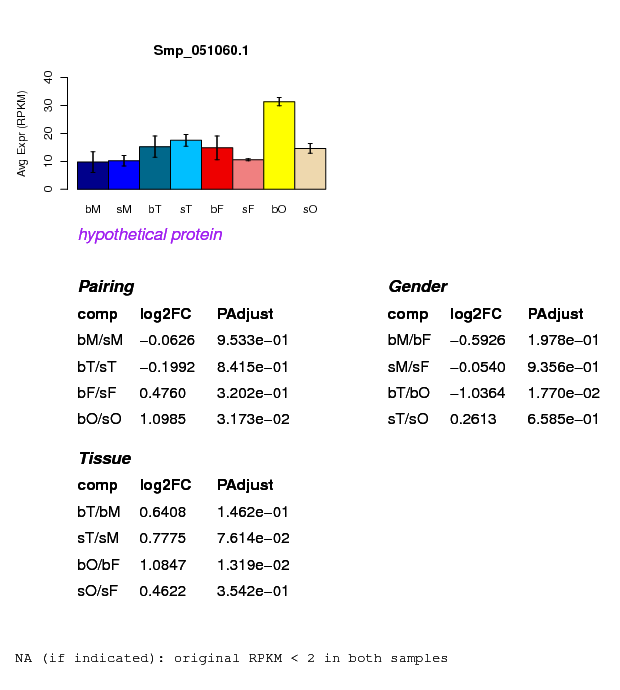 Smp_051060.1
Avg Expr (RPKM)
40
30
20
10
0
bM sM bT sT bF sF bO sO
hypothetical protein
Pairing
comp log2FC PAdjust
bM/sM −0.0626 9.533e−01
bT/sT −0.1992 8.415e−01
bF/sF 0.4760 3.202e−01
bO/sO 1.0985 3.173e−02
Gender
comp log2FC PAdjust
bM/bF −0.5926 1.978e−01
sM/sF −0.0540 9.356e−01
bT/bO −1.0364 1.770e−02
sT/sO 0.2613 6.585e−01
Tissue
comp log2FC PAdjust
bT/bM 0.6408 1.462e−01
sT/sM 0.7775 7.614e−02
bO/bF 1.0847 1.319e−02
sO/sF 0.4622 3.542e−01
NA (if indicated): original RPKM < 2 in both samples